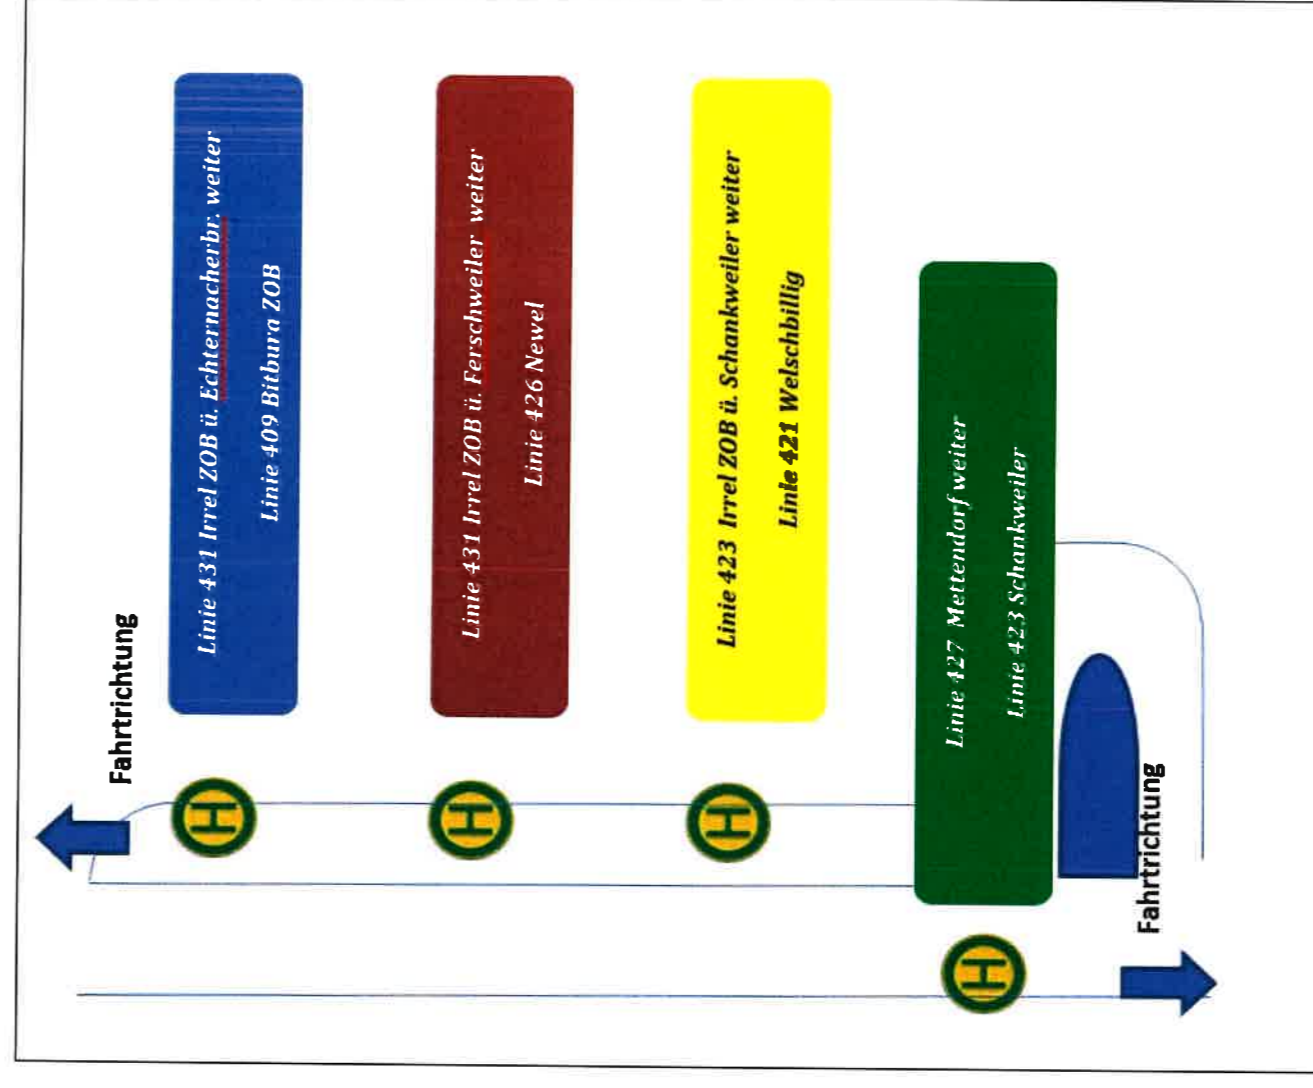 Fahrtrichtung
Linie 431 Irrel ZOB ü. Echternacherbr. weiter
Linie 409 Bitburg ZOB
H
Linie 431 Irrel ZOB ü. Ferschweiler weiter
Linie 426 Newel
H
Linie 423 Irrel ZOB ü. Schankweiler weiter
Linie 421 Welschbillig
H
Linie 427 Mettendorf weiter
Linie 423 Schankweiler
H
Fahrtrichtung